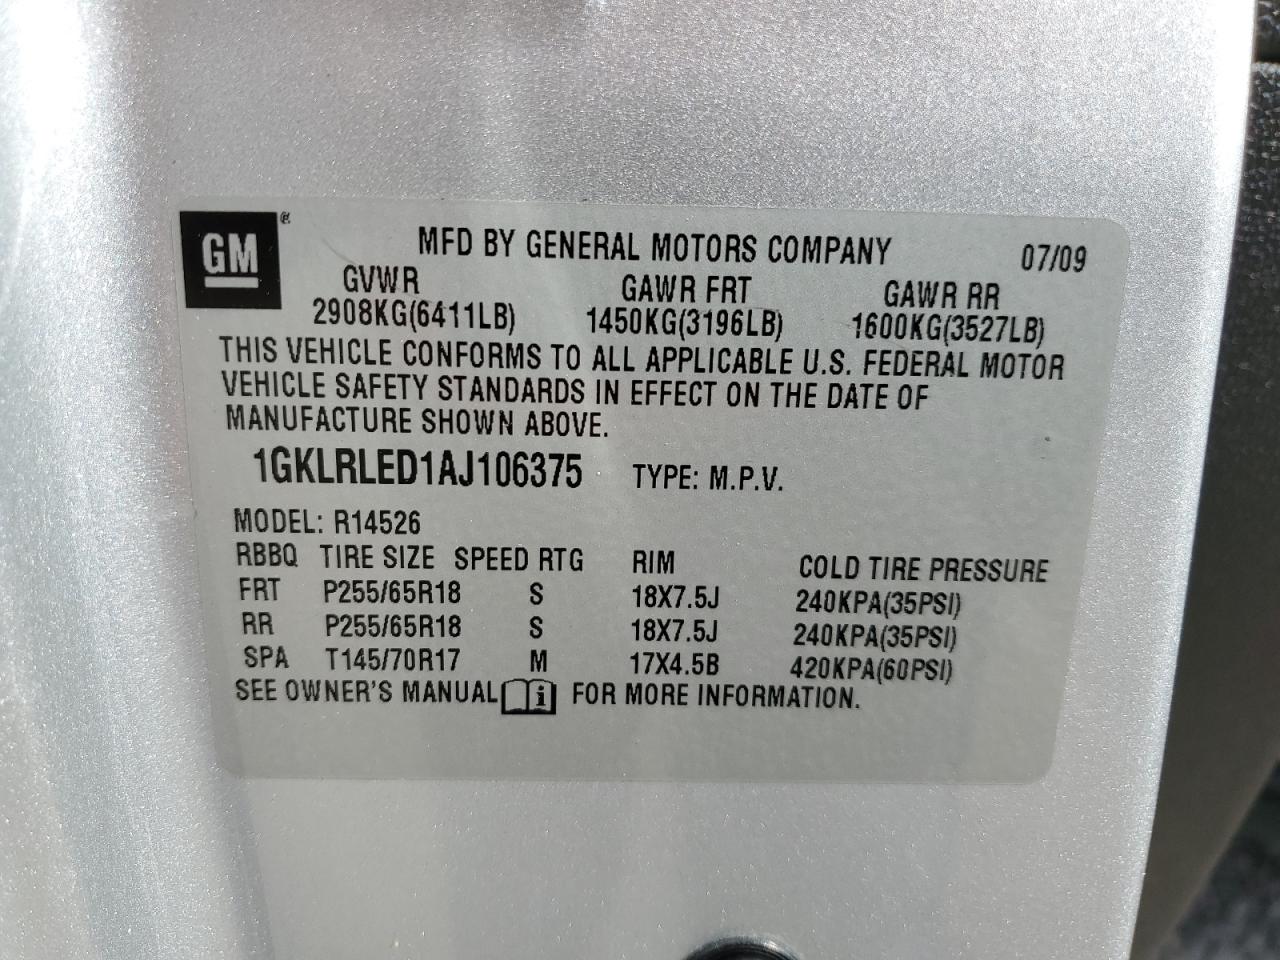 GM ®
MFD BY GENERAL MOTORS COMPANY 07/09
GVWR GAWR FRT GAWR RR
2908KG(6411LB) 1450KG(3196LB) 1600KG(3527LB)
THIS VEHICLE CONFORMS TO ALL APPLICABLE U.S. FEDERAL MOTOR
VEHICLE SAFETY STANDARDS IN EFFECT ON THE DATE OF
MANUFACTURE SHOWN ABOVE.
1GKLRLED1AJ106375 TYPE: M.P.V.
MODEL: R14526
RBBQ TIRE SIZE SPEED RTG RIM COLD TIRE PRESSURE
FRT P255/65R18 S 18X7.5J 240KPA(35PSI)
RR P255/65R18 S 18X7.5J 240KPA(35PSI)
SPA T145/70R17 M 17X4.5B 420KPA(60PSI)
SEE OWNER'S MANUAL i FOR MORE INFORMATION.